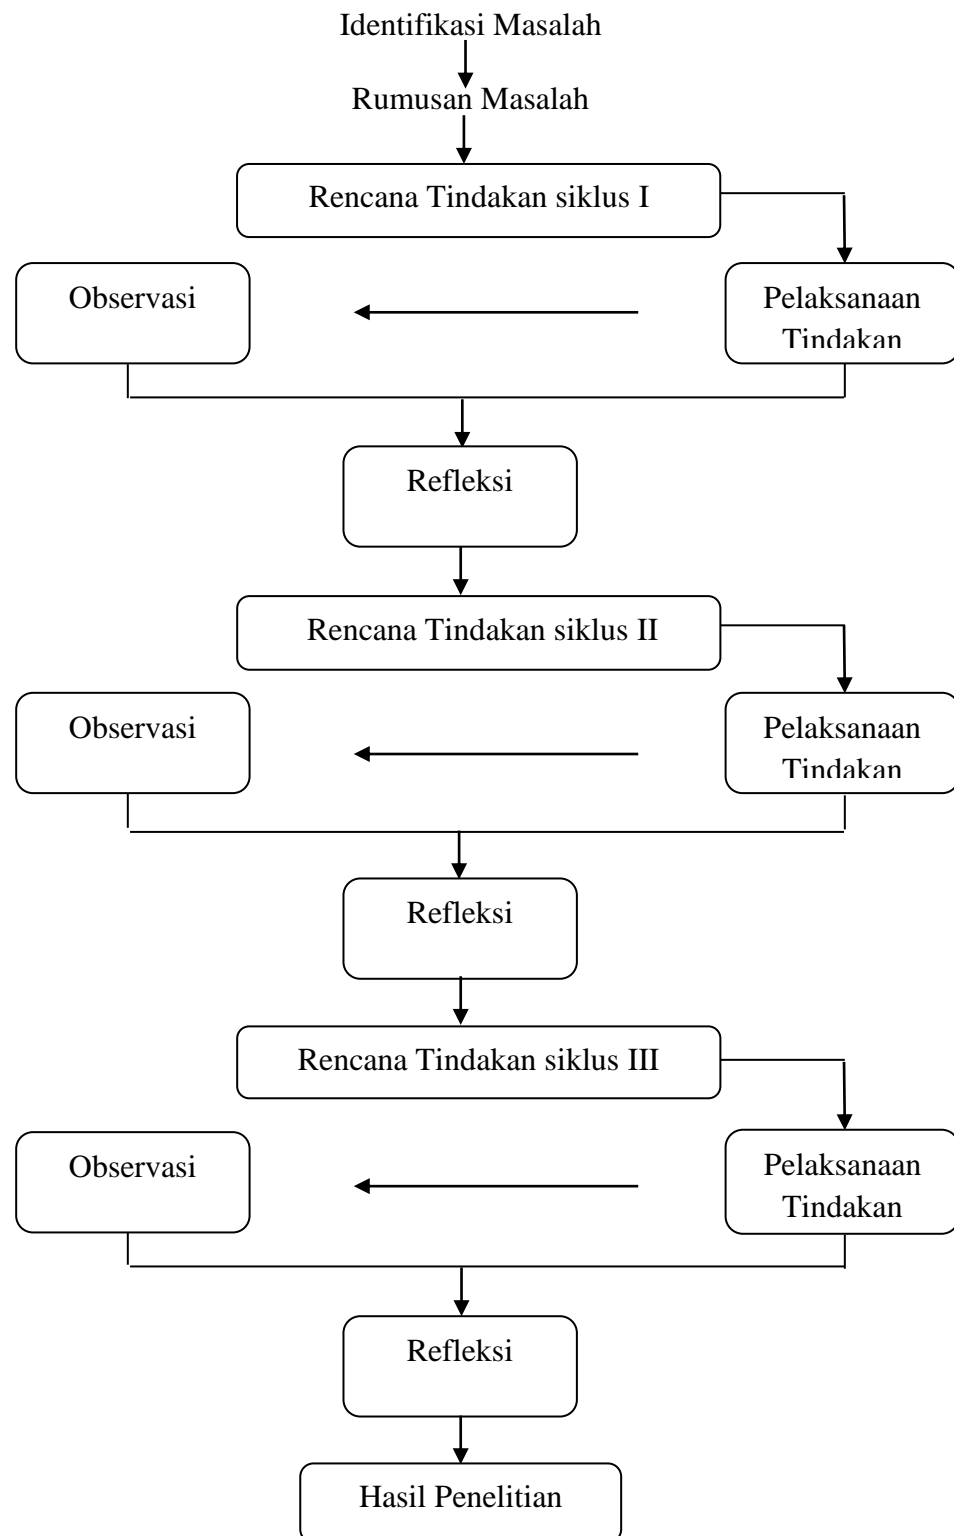 Identifikasi Masalah
Rumusan Masalah
Rencana Tindakan siklus I
Observasi
Pelaksanaan
Tindakan
Refleksi
Rencana Tindakan siklus II
Observasi
Pelaksanaan
Tindakan
Refleksi
Rencana Tindakan siklus III
Observasi
Pelaksanaan
Tindakan
Refleksi
Hasil Penelitian